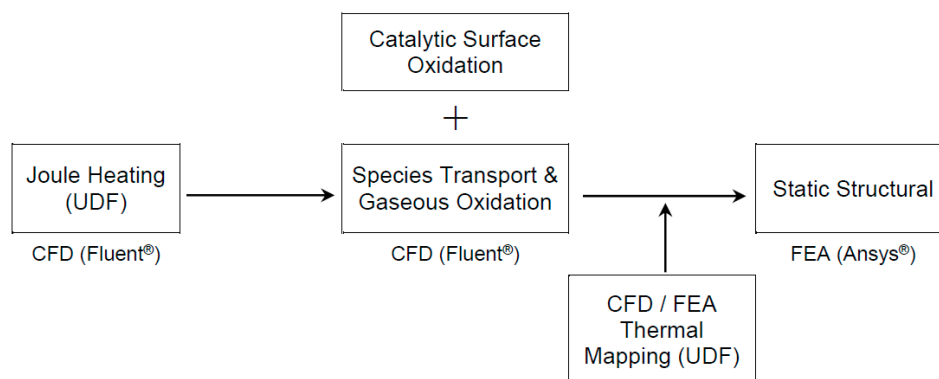 Catalytic Surface
Oxidation
+
Joule Heating
(UDF)
CFD (Fluent®)
Species Transport &
Gaseous Oxidation
CFD (Fluent®)
Static Structural
FEA (Ansys®)
CFD / FEA
Thermal
Mapping (UDF)